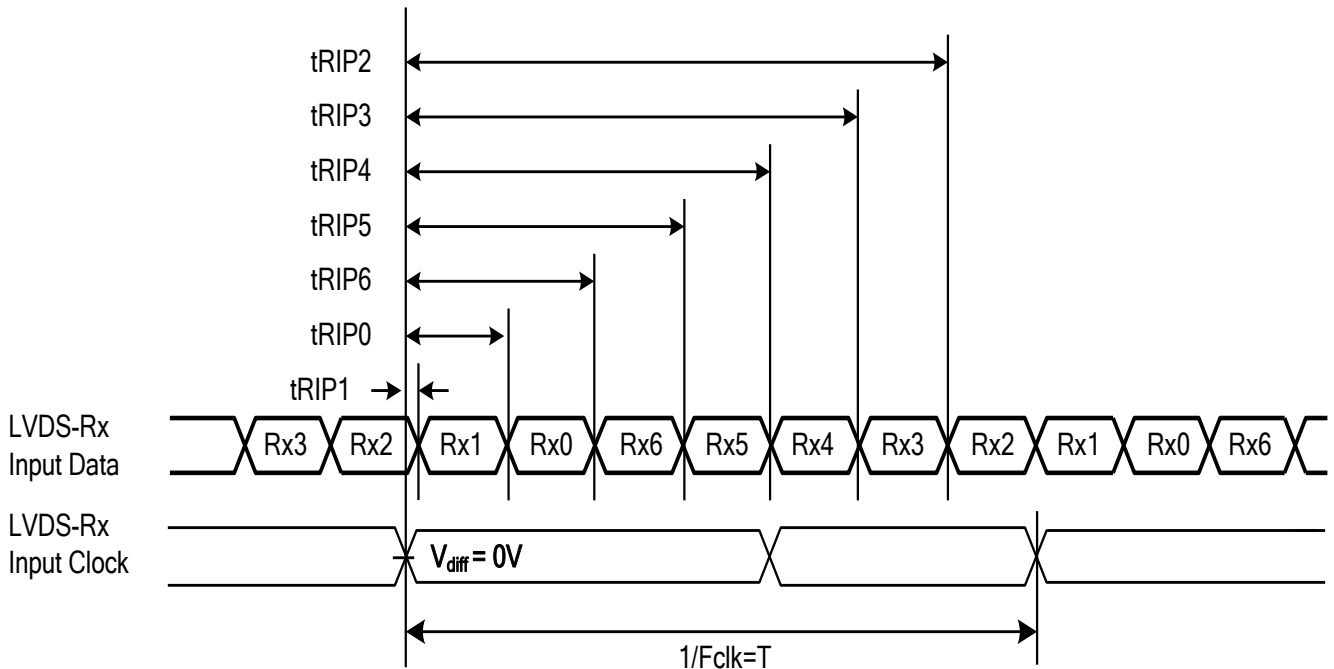 tRIP2
tRIP3
tRIP4
tRIP5
tRIP6
tRIP0
tRIP1
LVDS-Rx
Input Data
Rx3 Rx2 Rx1 Rx0 Rx6 Rx5 Rx4 Rx3 Rx2 Rx1 Rx0 Rx6
LVDS-Rx
Input Clock
Vdiff = 0V
1/Fclk=T